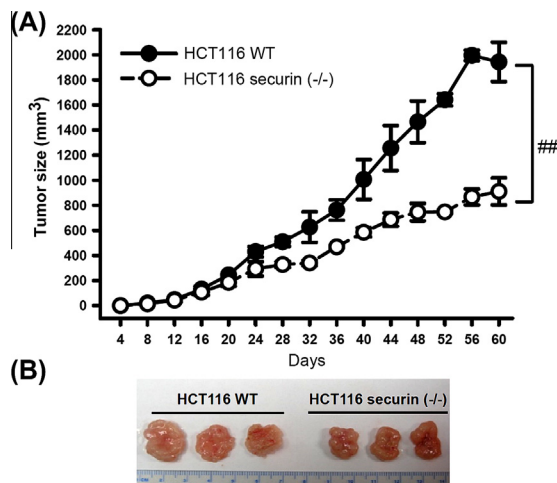 (A)
2200
2000
1800
1600
1400
1200
1000
800
600
400
200
0
Tumor size (mm³)
HCT116 WT
HCT116 securin (-/-)
##
4 8 12 16 20 24 28 32 36 40 44 48 52 56 60
Days
(B)
HCT116 WT HCT116 securin (-/-)